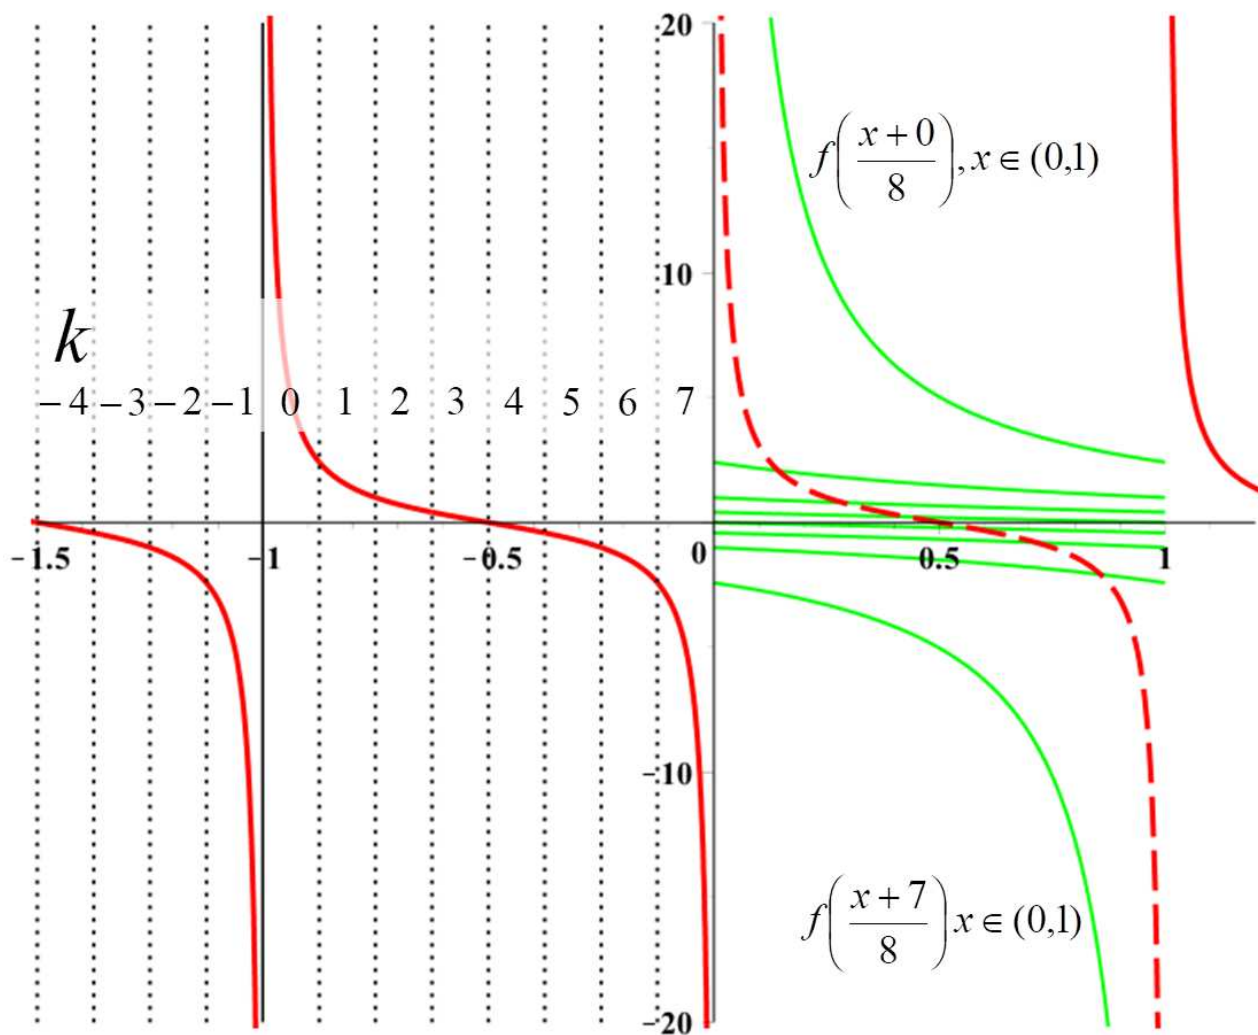 20
f((x+0)/8), x ∈ (0,1)
10
k
−4 −3 −2 −1 0 1 2 3 4 5 6 7
-1.5 -1 -0.5 0 0.5 1
-10
f((x+7)/8) x ∈ (0,1)
-20